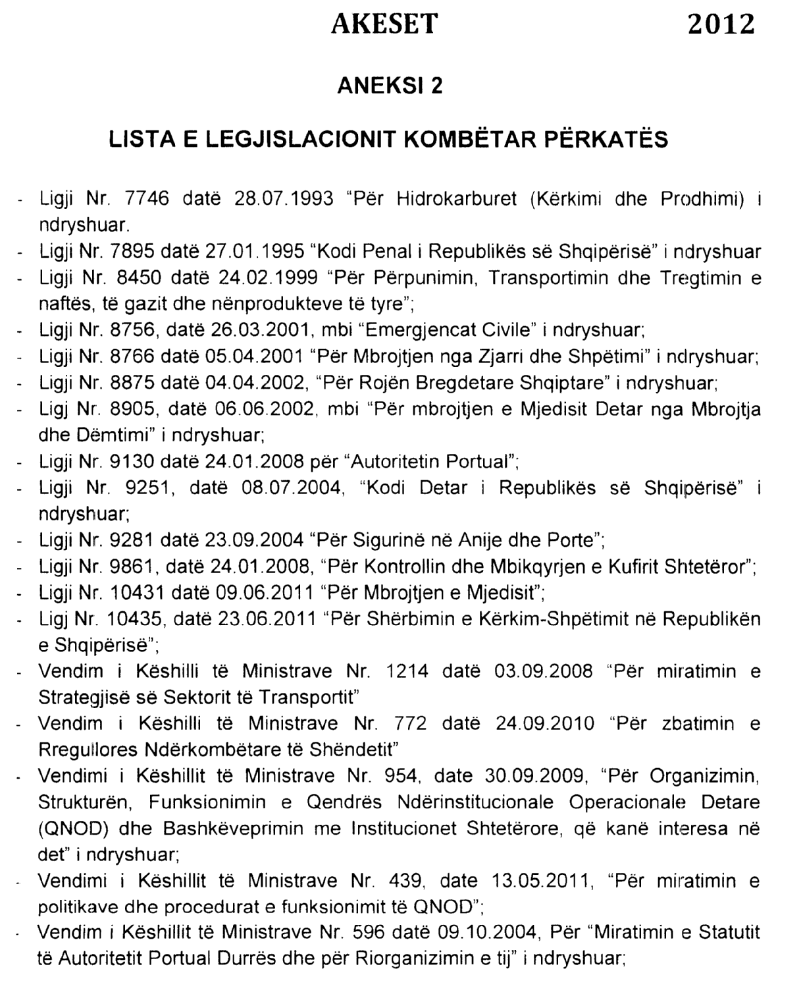 AKESET 2012
ANEKSI 2
LISTA E LEGJISLACIONIT KOMBËTAR PËRKATËS
- Ligji Nr. 7746 datë 28.07.1993 “Për Hidrokarburet (Kërkimi dhe Prodhimi) i
ndryshuar.
- Ligji Nr. 7895 datë 27.01.1995 “Kodi Penal i Republikës së Shqipërisë” i ndryshuar
- Ligji Nr. 8450 datë 24.02.1999 “Për Përpunimin, Transportimin dhe Tregtimin e
naftës, të gazit dhe nënprodukteve të tyre”;
- Ligji Nr. 8756, datë 26.03.2001, mbi “Emergjencat Civile” i ndryshuar;
- Ligji Nr. 8766 datë 05.04.2001 “Për Mbrojtjen nga Zjarri dhe Shpëtimi” i ndryshuar;
- Ligji Nr. 8875 datë 04.04.2002, “Për Rojën Bregdetare Shqiptare” i ndryshuar;
- Ligj Nr. 8905, datë 06.06.2002, mbi “Për mbrojtjen e Mjedisit Detar nga Mbrojtja
dhe Dëmtimi” i ndryshuar;
- Ligji Nr. 9130 datë 24.01.2008 për “Autoritetin Portual”;
- Ligji Nr. 9251, datë 08.07.2004, “Kodi Detar i Republikës së Shqipërisë” i
ndryshuar;
- Ligji Nr. 9281 datë 23.09.2004 “Për Sigurinë në Anije dhe Porte”;
- Ligji Nr. 9861, datë 24.01.2008, “Për Kontrollin dhe Mbikqyrjen e Kufirit Shtetëror”;
- Ligji Nr. 10431 datë 09.06.2011 “Për Mbrojtjen e Mjedisit”;
- Ligj Nr. 10435, datë 23.06.2011 “Për Shërbimin e Kërkim-Shpëtimit në Republikën
e Shqipërisë”;
- Vendim i Këshilli të Ministrave Nr. 1214 datë 03.09.2008 “Për miratimin e
Strategjisë së Sektorit të Transportit”
- Vendim i Këshilli të Ministrave Nr. 772 datë 24.09.2010 “Për zbatimin e
Rregullores Ndërkombëtare të Shëndetit”
- Vendimi i Këshillit të Ministrave Nr. 954, date 30.09.2009, “Për Organizimin,
Strukturën, Funksionimin e Qendrës Ndërinstitucionale Operacionale Detare
(QNOD) dhe Bashkëveprimin me Institucionet Shtetërore, që kanë interesa në
det” i ndryshuar;
- Vendimi i Këshillit të Ministrave Nr. 439, date 13.05.2011, “Për miratimin e
politikave dhe procedurat e funksionimit të QNOD”;
- Vendim i Këshillit të Ministrave Nr. 596 datë 09.10.2004, Për “Miratimin e Statutit
të Autoritetit Portual Durrës dhe për Riorganizimin e tij” i ndryshuar;